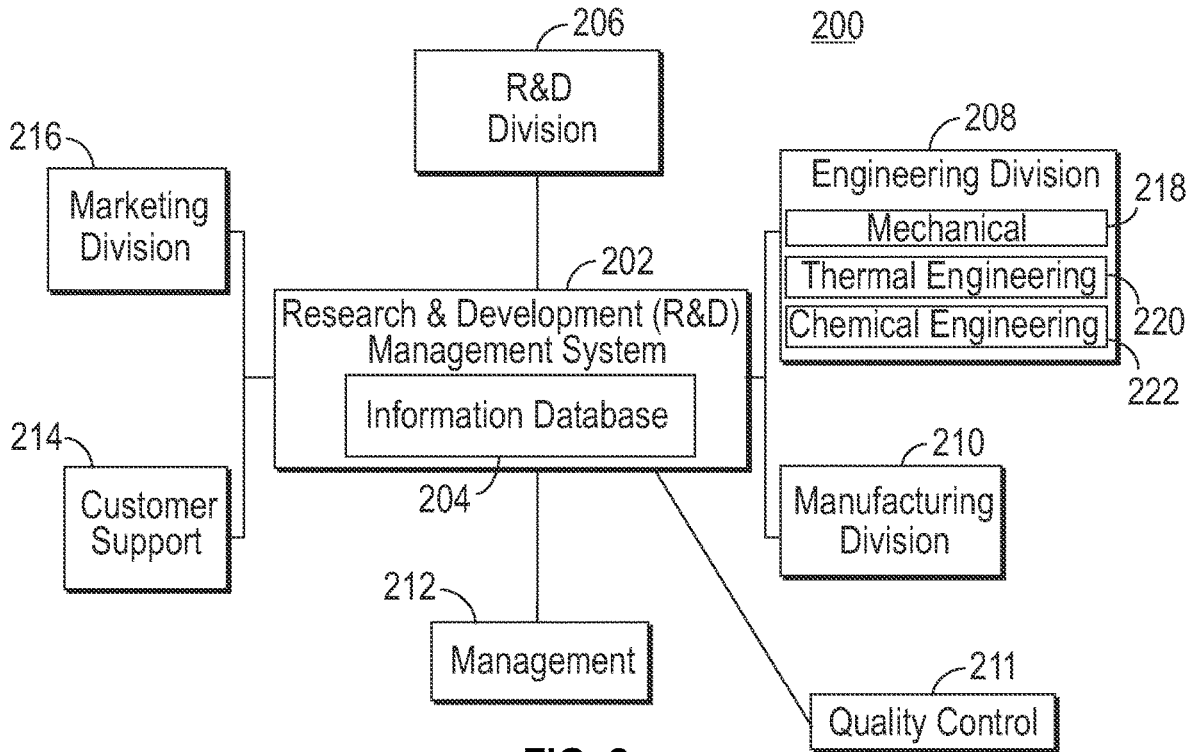 206
200
R&D
Division
216
208
Marketing
Division
Engineering Division
218
Mechanical
202
Thermal Engineering
Research & Development (R&D)
Management System
Chemical Engineering
220
222
Information Database
214
210
204
Customer
Support
Manufacturing
Division
212
Management
211
Quality Control